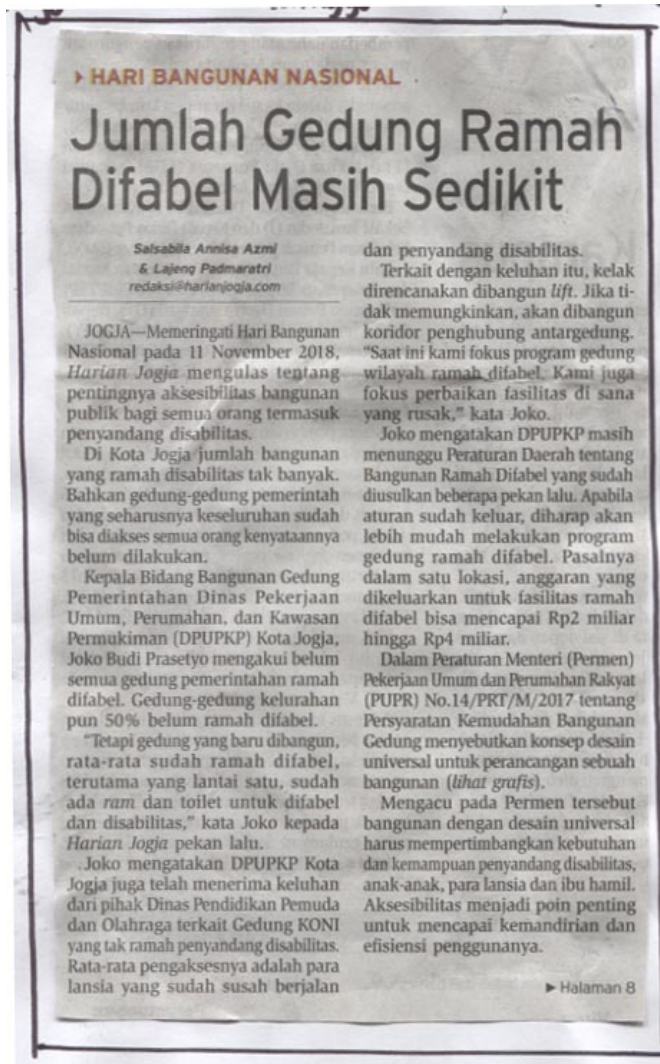 ▸ HARI BANGUNAN NASIONAL
Jumlah Gedung Ramah
Difabel Masih Sedikit
Salsabila Annisa Azmi
& Lajeng Padmaratri
redaksi@harianjogja.com
JOGJA—Memeringati Hari Bangunan
Nasional pada 11 November 2018,
Harian Jogja mengulas tentang
pentingnya aksesibilitas bangunan
publik bagi semua orang termasuk
penyandang disabilitas.
Di Kota Jogja jumlah bangunan
yang ramah disabilitas tak banyak.
Bahkan gedung-gedung pemerintah
yang seharusnya keseluruhan sudah
bisa diakses semua orang kenyataannya
belum dilakukan.
Kepala Bidang Bangunan Gedung
Pemerintahan Dinas Pekerjaan
Umum, Perumahan, dan Kawasan
Permukiman (DPUPKP) Kota Jogja,
Joko Budi Prasetyo mengakui belum
semua gedung pemerintahan ramah
difabel. Gedung-gedung kelurahan
pun 50% belum ramah difabel.
"Tetapi gedung yang baru dibangun,
rata-rata sudah ramah difabel,
terutama yang lantai satu, sudah
ada ram dan toilet untuk difabel
dan disabilitas," kata Joko kepada
Harian Jogja pekan lalu.
Joko mengatakan DPUPKP Kota
Jogja juga telah menerima keluhan
dari pihak Dinas Pendidikan Pemuda
dan Olahraga terkait Gedung KONI
yang tak ramah penyandang disabilitas.
Rata-rata pengaksesnya adalah para
lansia yang sudah susah berjalan
dan penyandang disabilitas.
Terkait dengan keluhan itu, kelak
direncanakan dibangun lift. Jika ti-
dak memungkinkan, akan dibangun
koridor penghubung antargedung.
"Saat ini kami fokus program gedung
wilayah ramah difabel. Kami juga
fokus perbaikan fasilitas di sana
yang rusak," kata Joko.
Joko mengatakan DPUPKP masih
menunggu Peraturan Daerah tentang
Bangunan Ramah Difabel yang sudah
diusulkan beberapa pekan lalu. Apabila
aturan sudah keluar, diharap akan
lebih mudah melakukan program
gedung ramah difabel. Pasalnya
dalam satu lokasi, anggaran yang
dikeluarkan untuk fasilitas ramah
difabel bisa mencapai Rp2 miliar
hingga Rp4 miliar.
Dalam Peraturan Menteri (Permen)
Pekerjaan Umum dan Perumahan Rakyat
(PUPR) No.14/PRT/M/2017 tentang
Persyaratan Kemudahan Bangunan
Gedung menyebutkan konsep desain
universal untuk perancangan sebuah
bangunan (lihat grafis).
Mengacu pada Permen tersebut
bangunan dengan desain universal
harus mempertimbangkan kebutuhan
dan kemampuan penyandang disabilitas,
anak-anak, para lansia dan ibu hamil.
Aksesibilitas menjadi poin penting
untuk mencapai kemandirian dan
efisiensi penggunanya.
▸ Halaman 8